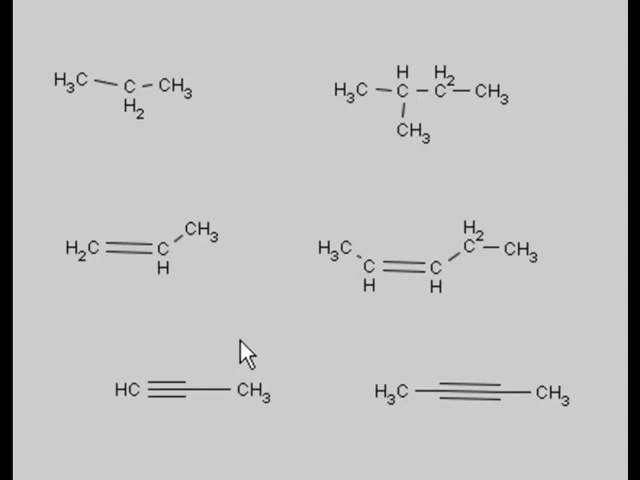 H₃C C CH₃
H₂
H H₂
H₃C C C CH₃
CH₃
CH₃
H₂C C
H
H₂
H₃C C CH₃
C C
H H
HC CH₃
H₃C CH₃